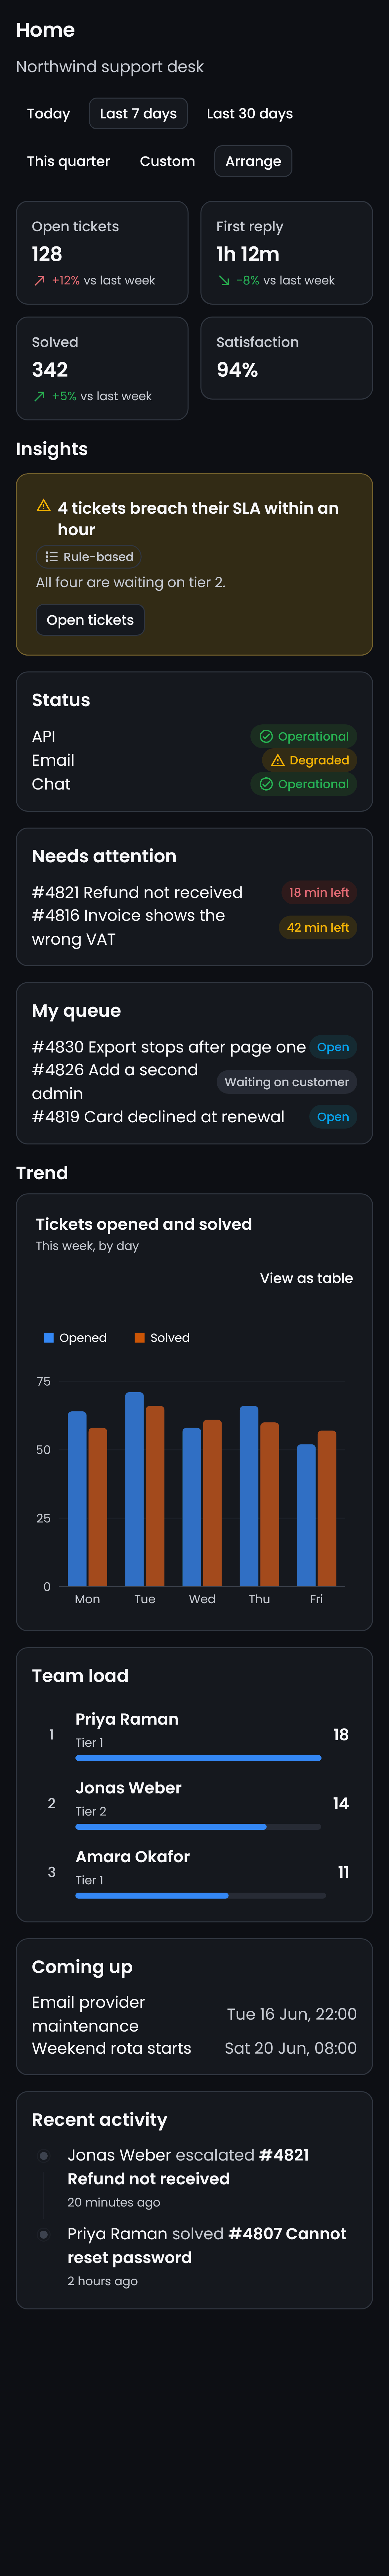 Home
Northwind support desk
Today Last 7 days Last 30 days
This quarter Custom Arrange
Open tickets
128
+12% vs last week
First reply
1h 12m
-8% vs last week
Solved
342
+5% vs last week
Satisfaction
94%
Insights
4 tickets breach their SLA within an
hour
Rule-based
All four are waiting on tier 2.
Open tickets
Status
API Operational
Email Degraded
Chat Operational
Needs attention
#4821 Refund not received 18 min left
#4816 Invoice shows the
wrong VAT 42 min left
My queue
#4830 Export stops after page one Open
#4826 Add a second
admin Waiting on customer
#4819 Card declined at renewal Open
Trend
Tickets opened and solved
This week, by day
View as table
Opened Solved
75
50
25
0
Mon Tue Wed Thu Fri
Team load
1 Priya Raman 18
Tier 1
2 Jonas Weber 14
Tier 2
3 Amara Okafor 11
Tier 1
Coming up
Email provider
maintenance Tue 16 Jun, 22:00
Weekend rota starts Sat 20 Jun, 08:00
Recent activity
Jonas Weber escalated #4821
Refund not received
20 minutes ago
Priya Raman solved #4807 Cannot
reset password
2 hours ago